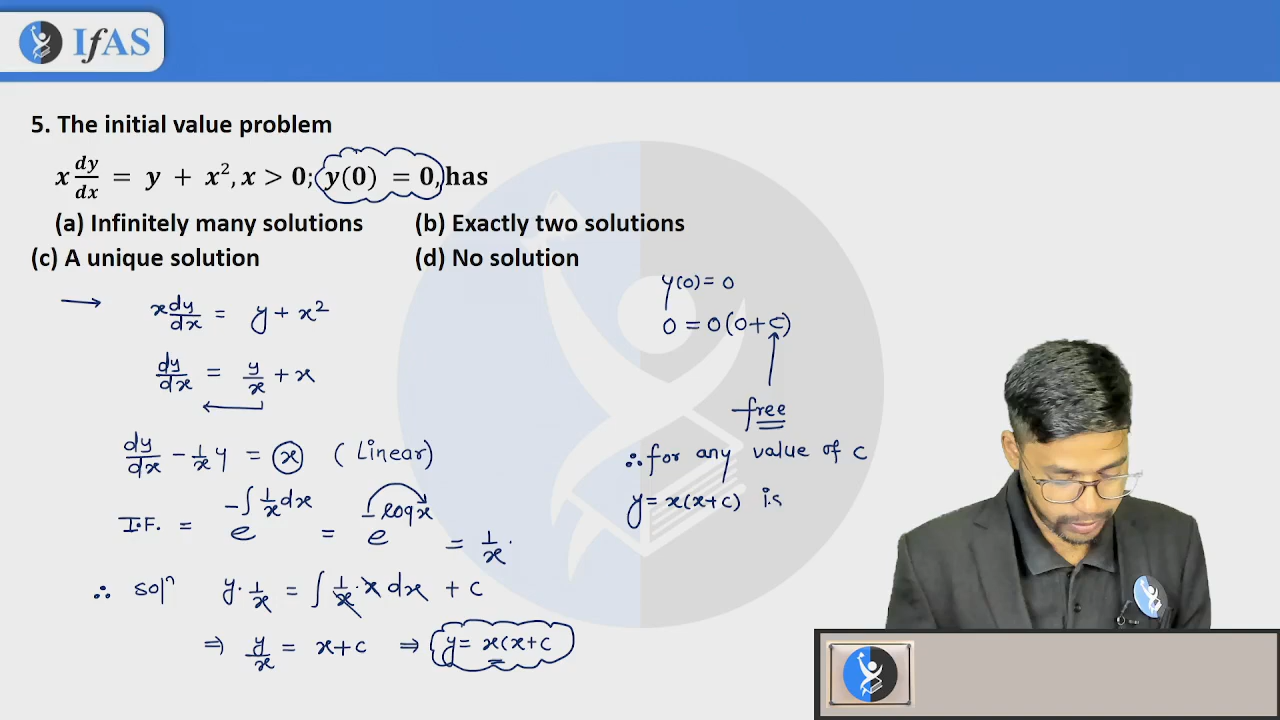 IfAS
5. The initial value problem
x dy/dx = y + x², x > 0; y(0) = 0, has
(a) Infinitely many solutions (b) Exactly two solutions
(c) A unique solution (d) No solution
→ x dy/dx = y + x²
dy/dx = y/x + x
dy/dx - 1/x y = x (Linear)
I.F. = e^(-∫ 1/x dx) = e^(-log x) = 1/x.
∴ solⁿ y. 1/x = ∫ 1/x . x dx + c
⇒ y/x = x+c ⇒ y = x(x+c
y(0) = 0
0 = 0(0+c)
free
∴ for any value of c
y = x(x+c) is